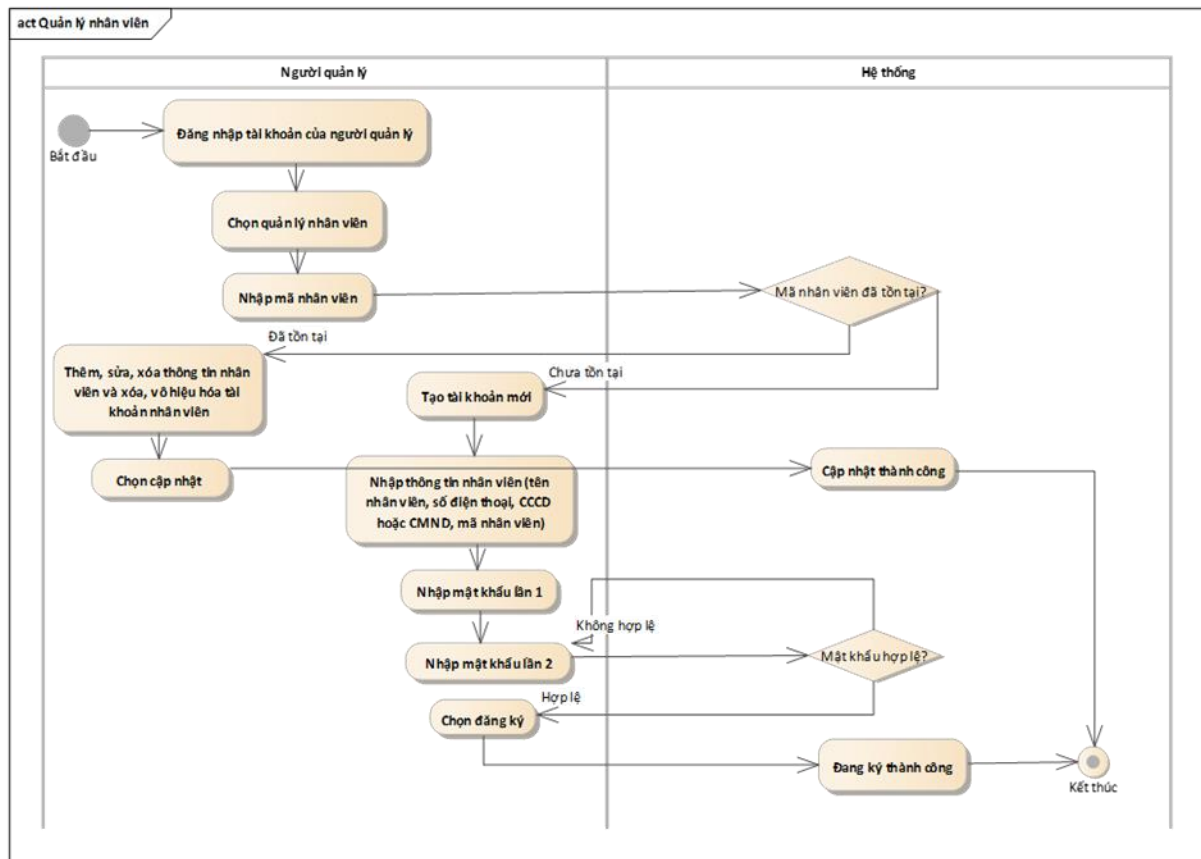 act Quản lý nhân viên
Người quản lý
Hệ thống
Bắt đầu
Đăng nhập tài khoản của người quản lý
Chọn quản lý nhân viên
Nhập mã nhân viên
Mã nhân viên đã tồn tại?
Đã tồn tại
Thêm, sửa, xóa thông tin nhân
viên và xóa, vô hiệu hóa tài
khoản nhân viên
Chưa tồn tại
Tạo tài khoản mới
Chọn cập nhật
Nhập thông tin nhân viên (tên
nhân viên, số điện thoại, CCCD
hoặc CMND, mã nhân viên)
Cập nhật thành công
Nhập mật khẩu lần 1
Không hợp lệ
Nhập mật khẩu lần 2
Mật khẩu hợp lệ?
Hợp lệ
Chọn đăng ký
Đang ký thành công
Kết thúc